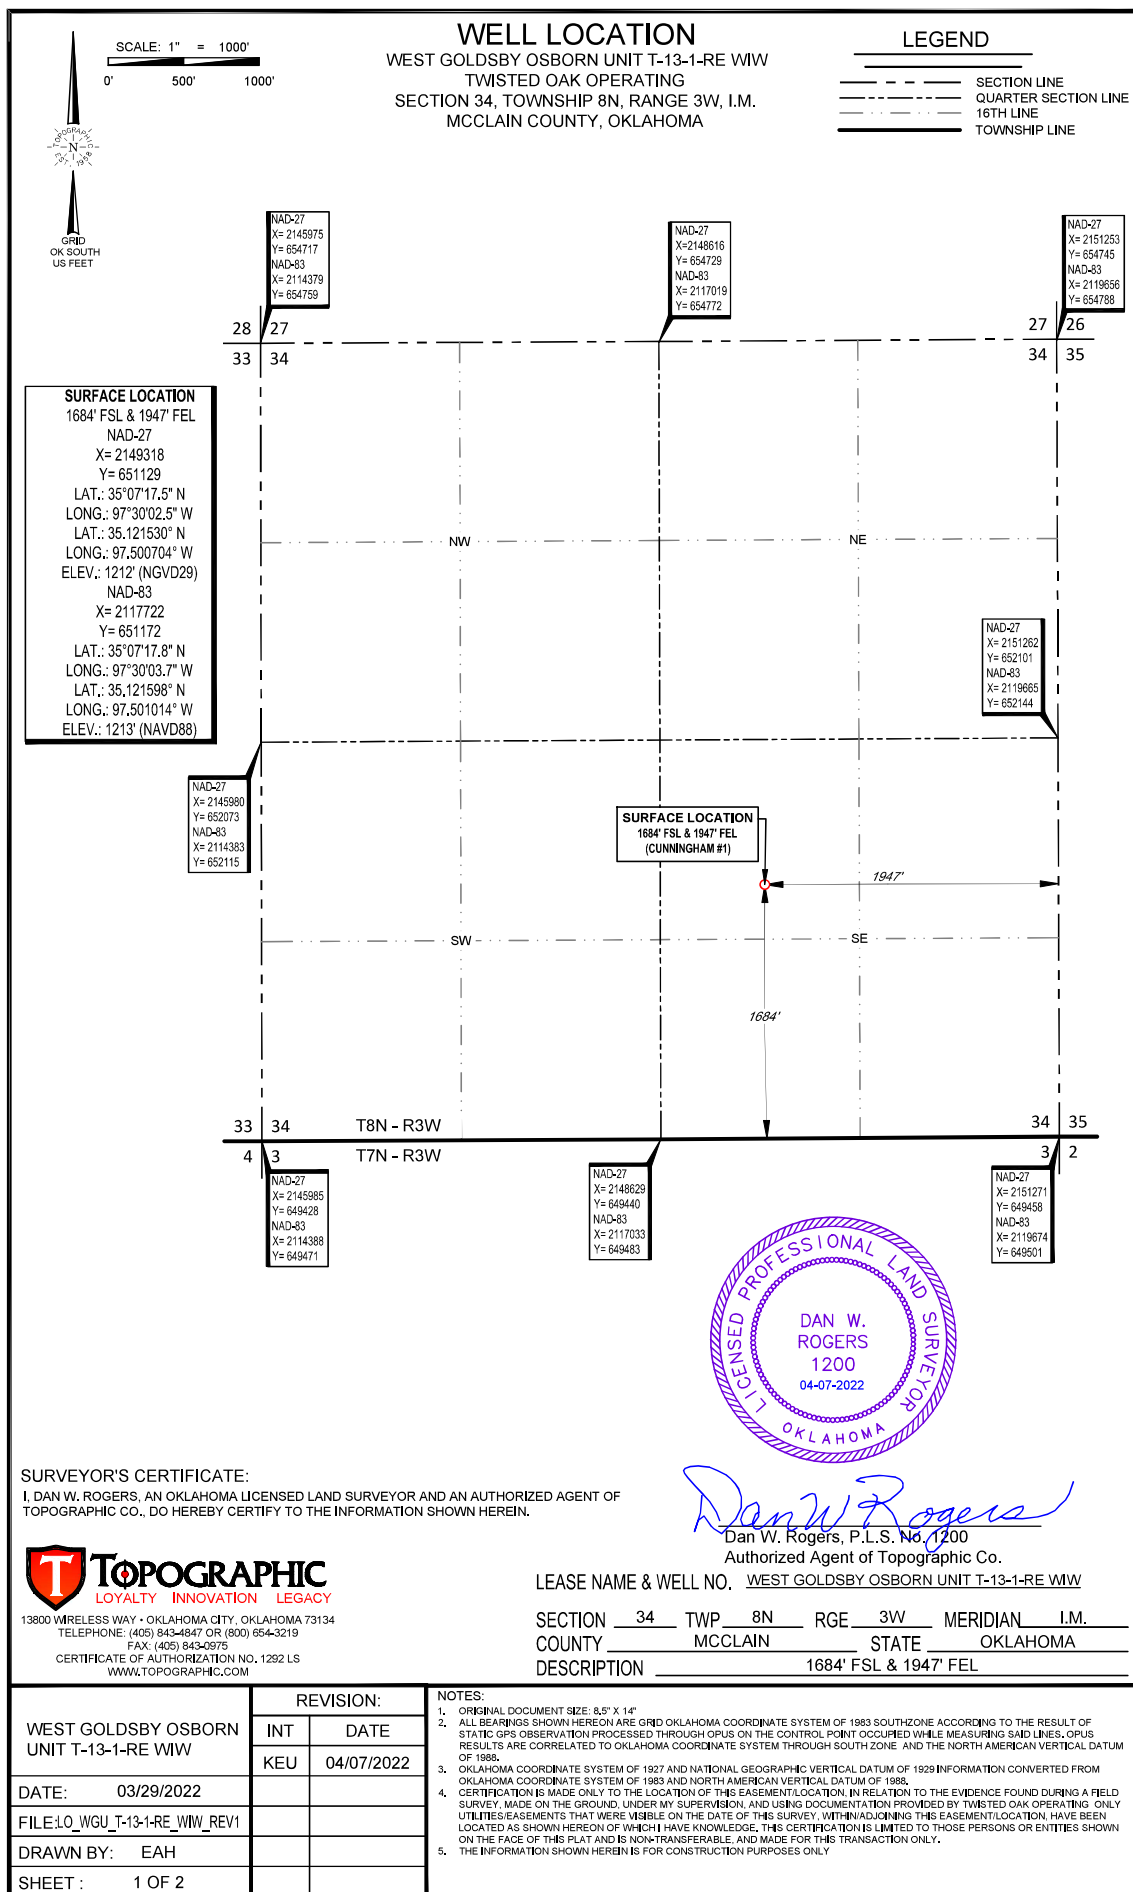 SCALE: 1" = 1000'
0' 500' 1000'
TOPOGRAPHIC
N
EST. 1958
GRID
OK SOUTH
US FEET
WELL LOCATION
WEST GOLDSBY OSBORN UNIT T-13-1-RE WIW
TWISTED OAK OPERATING
SECTION 34, TOWNSHIP 8N, RANGE 3W, I.M.
MCCLAIN COUNTY, OKLAHOMA
LEGEND
SECTION LINE
QUARTER SECTION LINE
16TH LINE
TOWNSHIP LINE
NAD-27
X= 2145975
Y= 654717
NAD-83
X= 2114379
Y= 654759
NAD-27
X=2148616
Y= 654729
NAD-83
X= 2117019
Y= 654772
NAD-27
X= 2151253
Y= 654745
NAD-83
X= 2119656
Y= 654788
28 27
33 34
27 26
34 35
SURFACE LOCATION
1684' FSL & 1947' FEL
NAD-27
X= 2149318
Y= 651129
LAT.: 35°07'17.5" N
LONG.: 97°30'02.5" W
LAT.: 35.121530° N
LONG.: 97.500704° W
ELEV.: 1212' (NGVD29)
NAD-83
X= 2117722
Y= 651172
LAT.: 35°07'17.8" N
LONG.: 97°30'03.7" W
LAT.: 35.121598° N
LONG.: 97.501014° W
ELEV.: 1213' (NAVD88)
NW
NE
NAD-27
X= 2151262
Y= 652101
NAD-83
X= 2119665
Y= 652144
NAD-27
X= 2145980
Y= 652073
NAD-83
X= 2114383
Y= 652115
SURFACE LOCATION
1684' FSL & 1947' FEL
(CUNNINGHAM #1)
1947'
SW
SE
1684'
33 34 T8N - R3W
4 3 T7N - R3W
34 35
3 2
NAD-27
X= 2145985
Y= 649428
NAD-83
X= 2114388
Y= 649471
NAD-27
X= 2148629
Y= 649440
NAD-83
X= 2117033
Y= 649483
NAD-27
X= 2151271
Y= 649458
NAD-83
X= 2119674
Y= 649501
LICENSED PROFESSIONAL LAND SURVEYOR
DAN W.
ROGERS
1200
04-07-2022
OKLAHOMA
SURVEYOR'S CERTIFICATE:
I, DAN W. ROGERS, AN OKLAHOMA LICENSED LAND SURVEYOR AND AN AUTHORIZED AGENT OF
TOPOGRAPHIC CO., DO HEREBY CERTIFY TO THE INFORMATION SHOWN HEREIN.
Dan W Rogers
Dan W. Rogers, P.L.S. No. 1200
Authorized Agent of Topographic Co.
T TOPOGRAPHIC
LOYALTY INNOVATION LEGACY
13800 WIRELESS WAY • OKLAHOMA CITY, OKLAHOMA 73134
TELEPHONE: (405) 843-4847 OR (800) 654-3219
FAX: (405) 843-0975
CERTIFICATE OF AUTHORIZATION NO. 1292 LS
WWW.TOPOGRAPHIC.COM
LEASE NAME & WELL NO. WEST GOLDSBY OSBORN UNIT T-13-1-RE WIW
SECTION 34 TWP 8N RGE 3W MERIDIAN I.M.
COUNTY MCCLAIN STATE OKLAHOMA
DESCRIPTION 1684' FSL & 1947' FEL
WEST GOLDSBY OSBORN
UNIT T-13-1-RE WIW
DATE: 03/29/2022
FILE:LO_WGU_T-13-1-RE_WIW_REV1
DRAWN BY: EAH
SHEET : 1 OF 2
REVISION:
INT DATE
KEU 04/07/2022
NOTES:
1. ORIGINAL DOCUMENT SIZE: 8.5" X 14"
2. ALL BEARINGS SHOWN HEREON ARE GRID OKLAHOMA COORDINATE SYSTEM OF 1983 SOUTHZONE ACCORDING TO THE RESULT OF
STATIC GPS OBSERVATION PROCESSED THROUGH OPUS ON THE CONTROL POINT OCCUPIED WHILE MEASURING SAID LINES. OPUS
RESULTS ARE CORRELATED TO OKLAHOMA COORDINATE SYSTEM THROUGH SOUTH ZONE AND THE NORTH AMERICAN VERTICAL DATUM
OF 1988.
3. OKLAHOMA COORDINATE SYSTEM OF 1927 AND NATIONAL GEOGRAPHIC VERTICAL DATUM OF 1929 INFORMATION CONVERTED FROM
OKLAHOMA COORDINATE SYSTEM OF 1983 AND NORTH AMERICAN VERTICAL DATUM OF 1988.
4. CERTIFICATION IS MADE ONLY TO THE LOCATION OF THIS EASEMENT/LOCATION, IN RELATION TO THE EVIDENCE FOUND DURING A FIELD
SURVEY, MADE ON THE GROUND, UNDER MY SUPERVISION, AND USING DOCUMENTATION PROVIDED BY TWISTED OAK OPERATING ONLY
UTILITIES/EASEMENTS THAT WERE VISIBLE ON THE DATE OF THIS SURVEY, WITHIN/ADJOINING THIS EASEMENT/LOCATION, HAVE BEEN
LOCATED AS SHOWN HEREON OF WHICH I HAVE KNOWLEDGE. THIS CERTIFICATION IS LIMITED TO THOSE PERSONS OR ENTITIES SHOWN
ON THE FACE OF THIS PLAT AND IS NON-TRANSFERABLE, AND MADE FOR THIS TRANSACTION ONLY.
5. THE INFORMATION SHOWN HEREIN IS FOR CONSTRUCTION PURPOSES ONLY